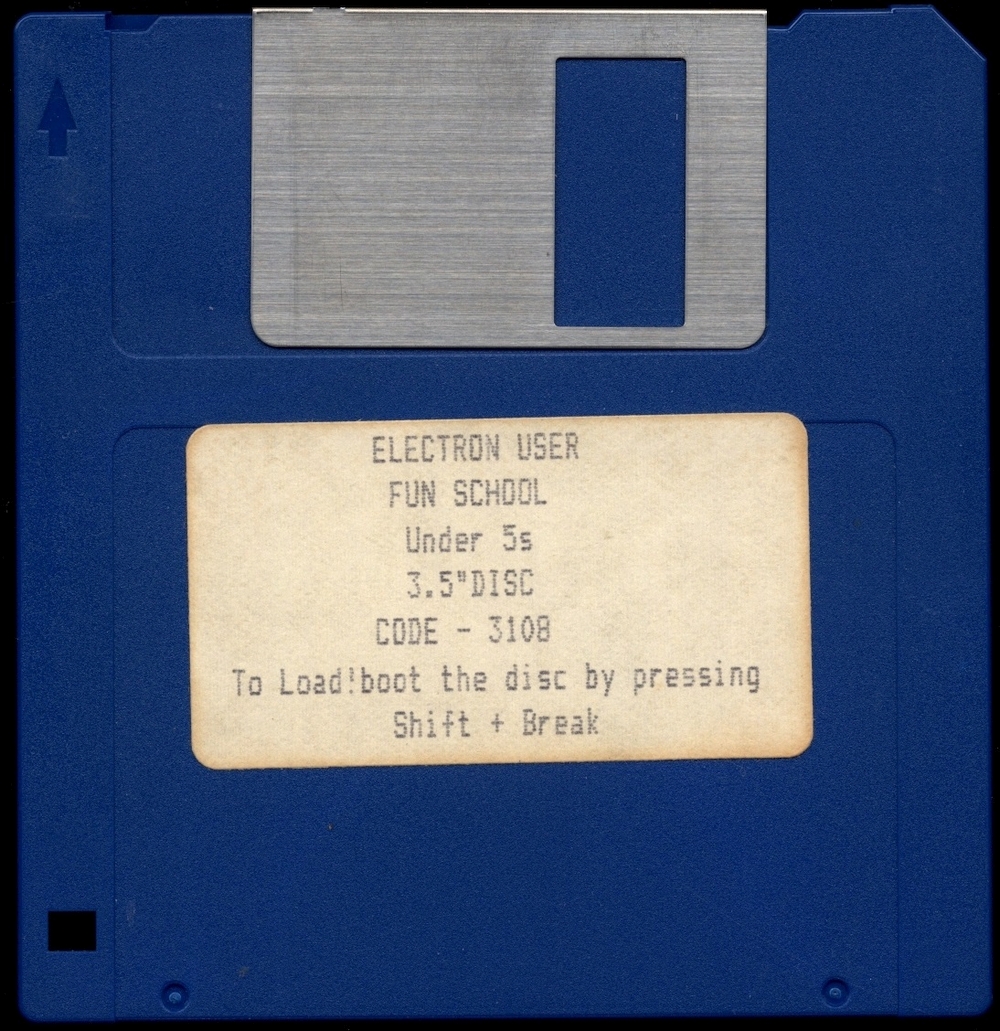 ELECTRON USER
FUN SCHOOL
Under 5s
3.5"DISC
CODE - 3108
To Load!boot the disc by pressing
Shift + Break